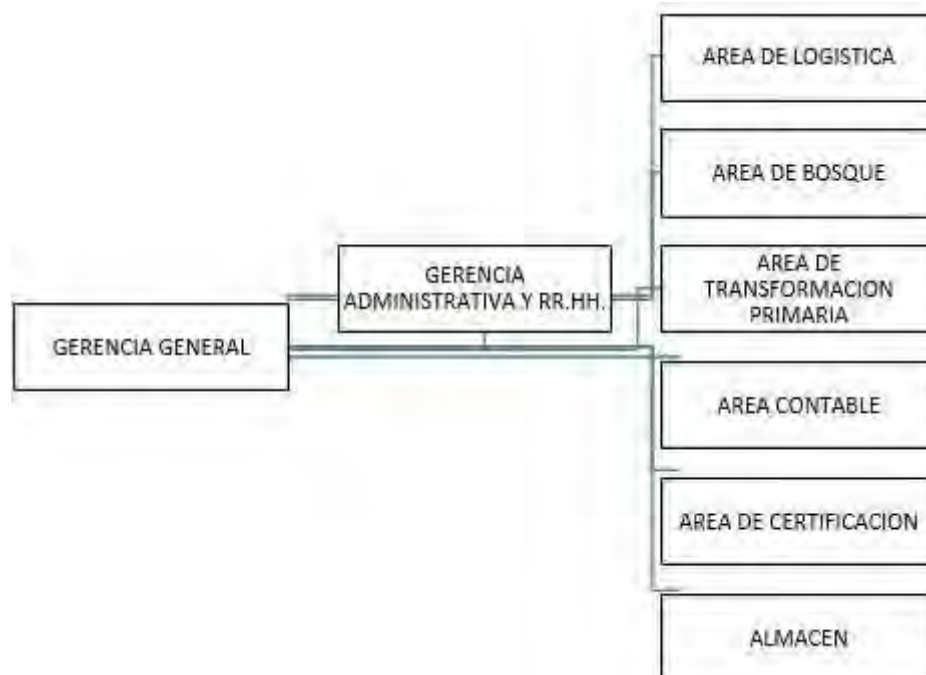 AREA DE LOGISTICA
AREA DE BOSQUE
GERENCIA
ADMINISTRATIVA Y RR.HH.
AREA DE
TRANSFORMACION
PRIMARIA
GERENCIA GENERAL
AREA CONTABLE
AREA DE CERTIFICACION
ALMACEN